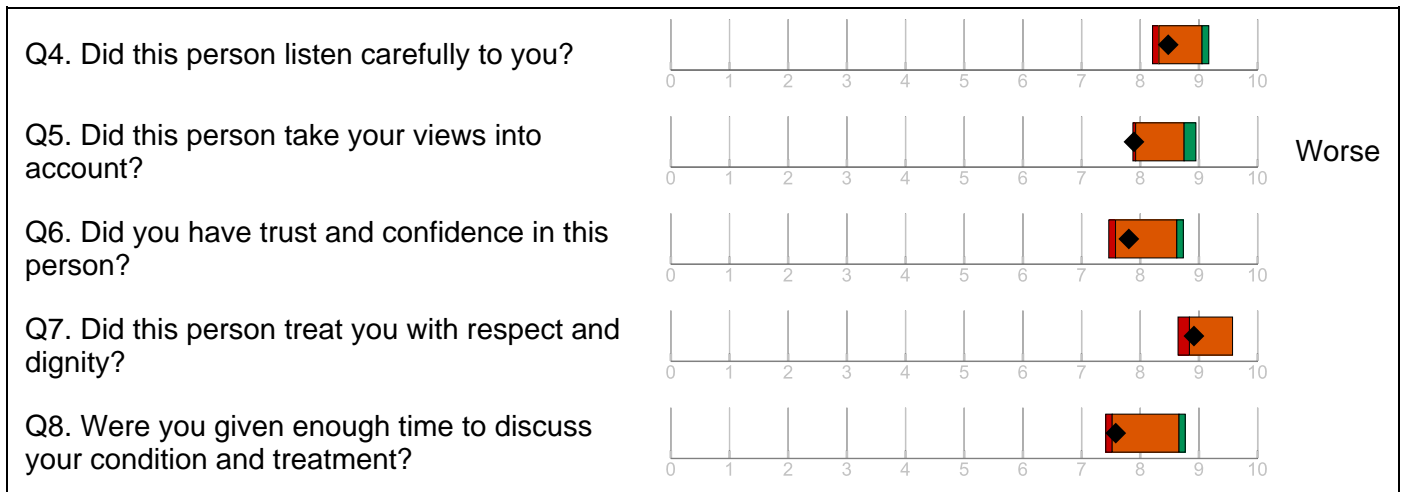 Q4. Did this person listen carefully to you?
0 1 2 3 4 5 6 7 8 9 10
Q5. Did this person take your views into
account?
0 1 2 3 4 5 6 7 8 9 10
Worse
Q6. Did you have trust and confidence in this
person?
0 1 2 3 4 5 6 7 8 9 10
Q7. Did this person treat you with respect and
dignity?
0 1 2 3 4 5 6 7 8 9 10
Q8. Were you given enough time to discuss
your condition and treatment?
0 1 2 3 4 5 6 7 8 9 10